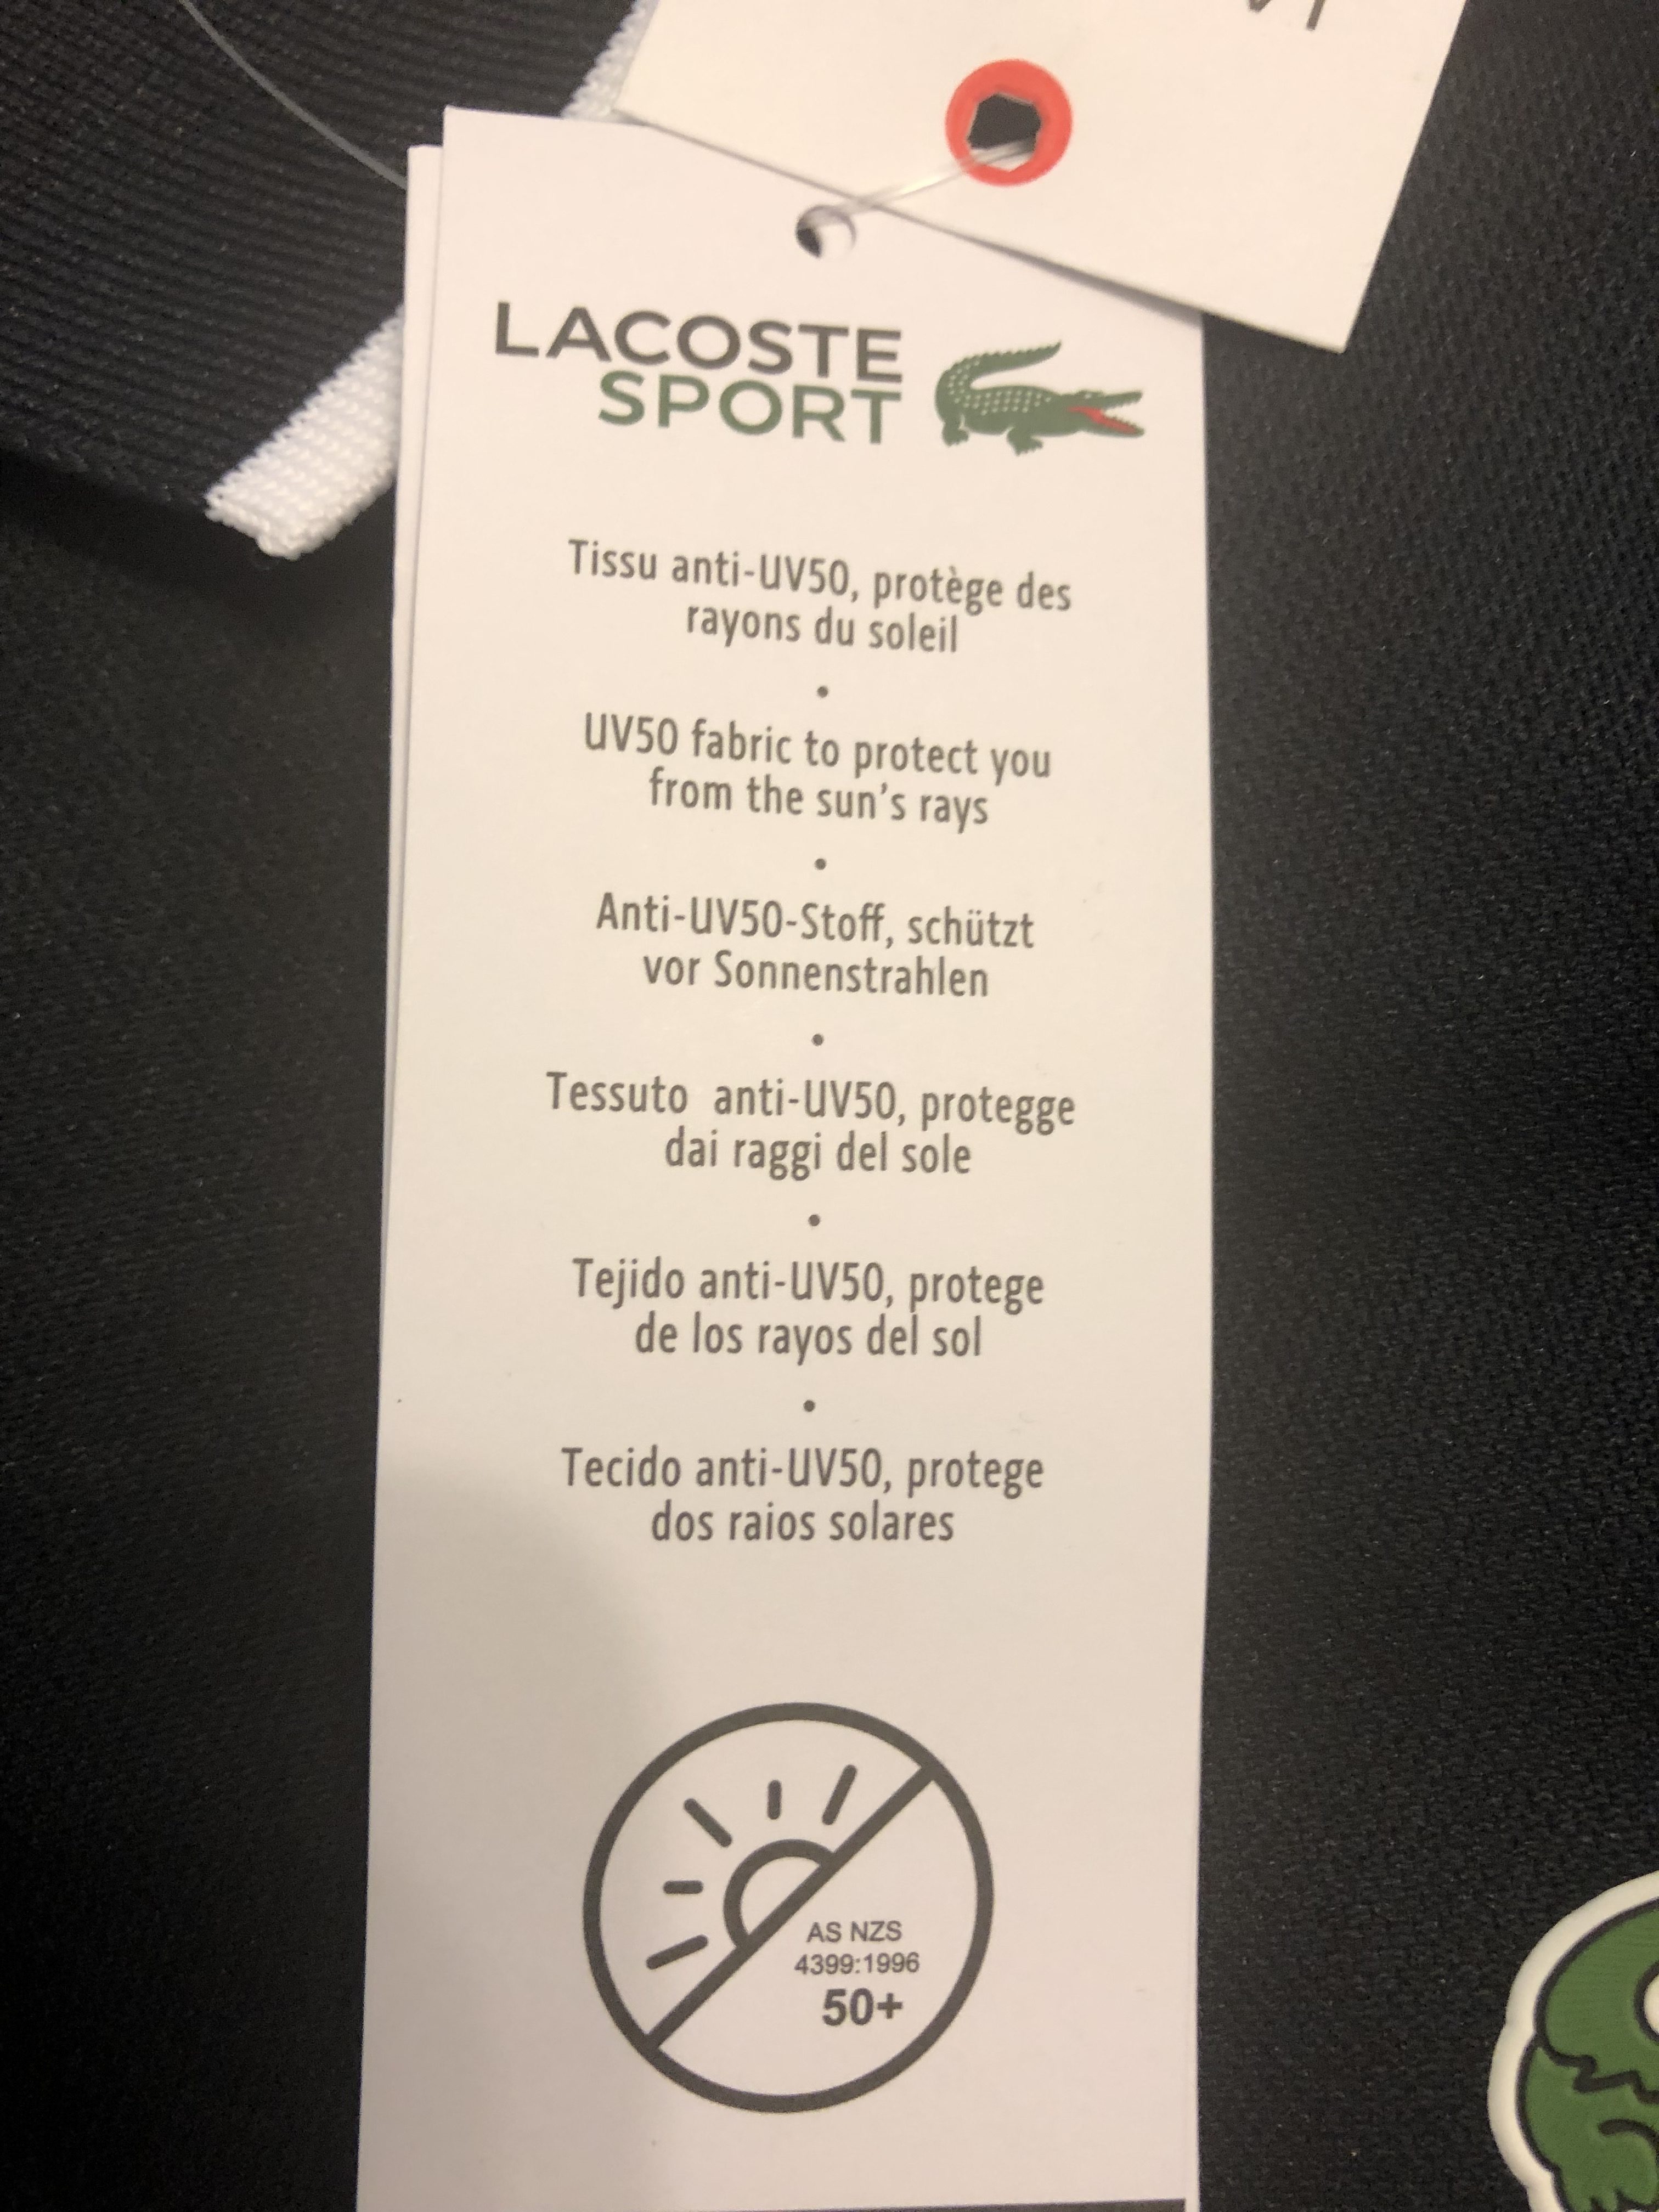 LACOSTE
SPORT
Tissu anti-UV50, protège des
rayons du soleil
•
UV50 fabric to protect you
from the sun's rays
•
Anti-UV50-Stoff, schützt
vor Sonnenstrahlen
•
Tessuto anti-UV50, protegge
dai raggi del sole
•
Tejido anti-UV50, protege
de los rayos del sol
•
Tecido anti-UV50, protege
dos raios solares
AS NZS
4399:1996
50+